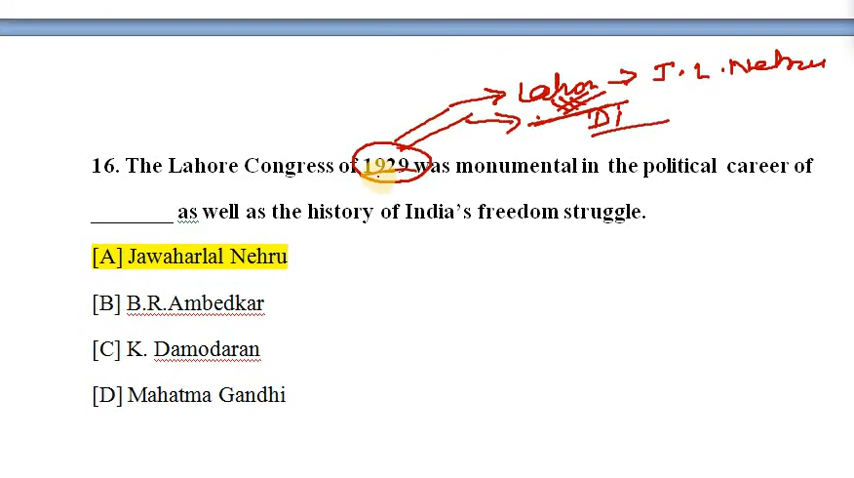 Lahor → J.L.Nehru
DI
16. The Lahore Congress of 1929 was monumental in the political career of
________ as well as the history of India's freedom struggle.
[A] Jawaharlal Nehru
[B] B.R.Ambedkar
[C] K. Damodaran
[D] Mahatma Gandhi